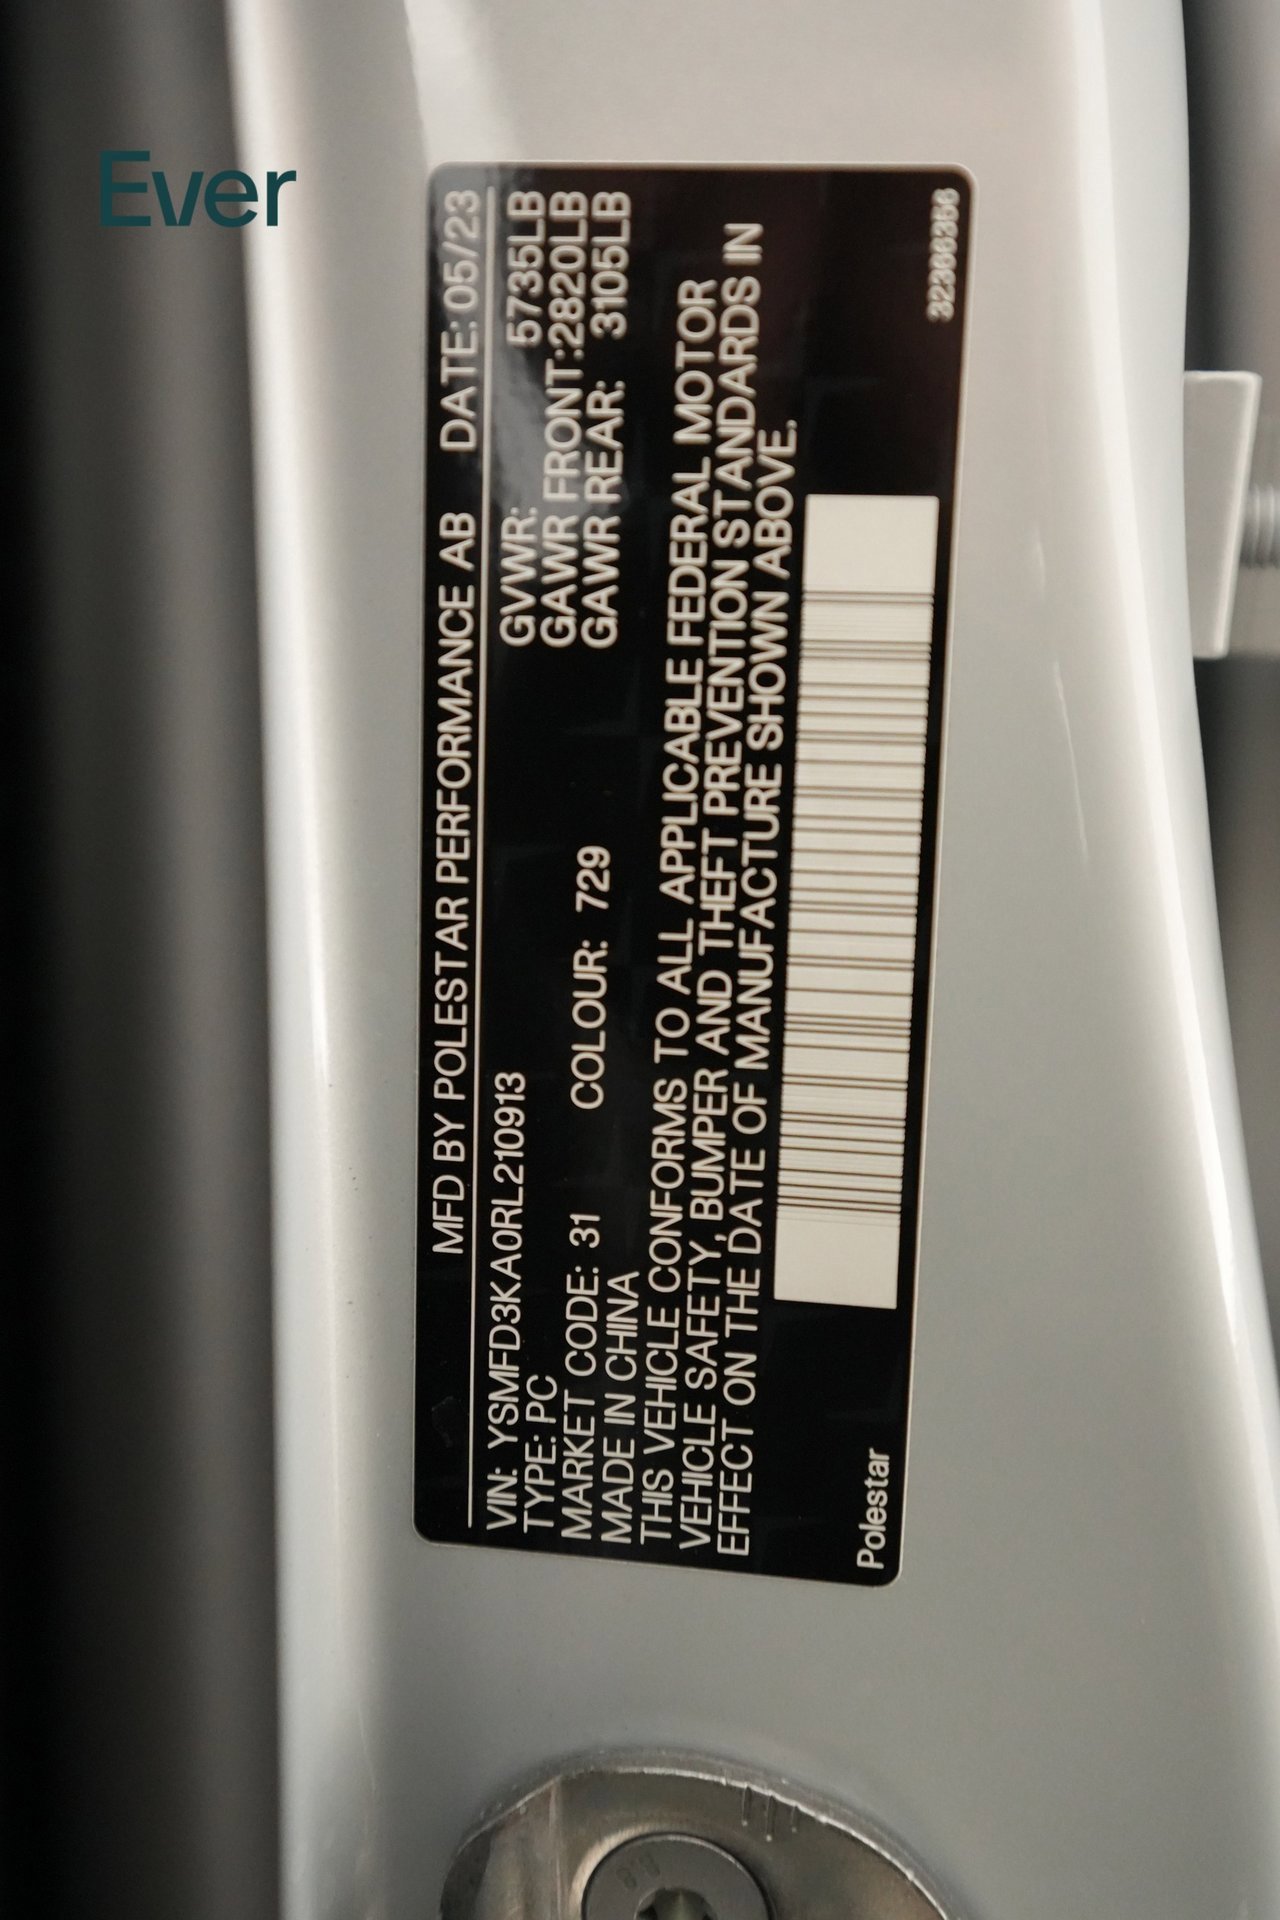 Ever
MFD BY POLESTAR PERFORMANCE AB DATE: 05/23
VIN: YSMFD3KA0RL210913 GVWR: 5735LB
TYPE: PC GAWR FRONT:2820LB
MARKET CODE: 31 COLOUR: 729 GAWR REAR: 3105LB
MADE IN CHINA
THIS VEHICLE CONFORMS TO ALL APPLICABLE FEDERAL MOTOR
VEHICLE SAFETY, BUMPER AND THEFT PREVENTION STANDARDS IN
EFFECT ON THE DATE OF MANUFACTURE SHOWN ABOVE.
Polestar 32366356